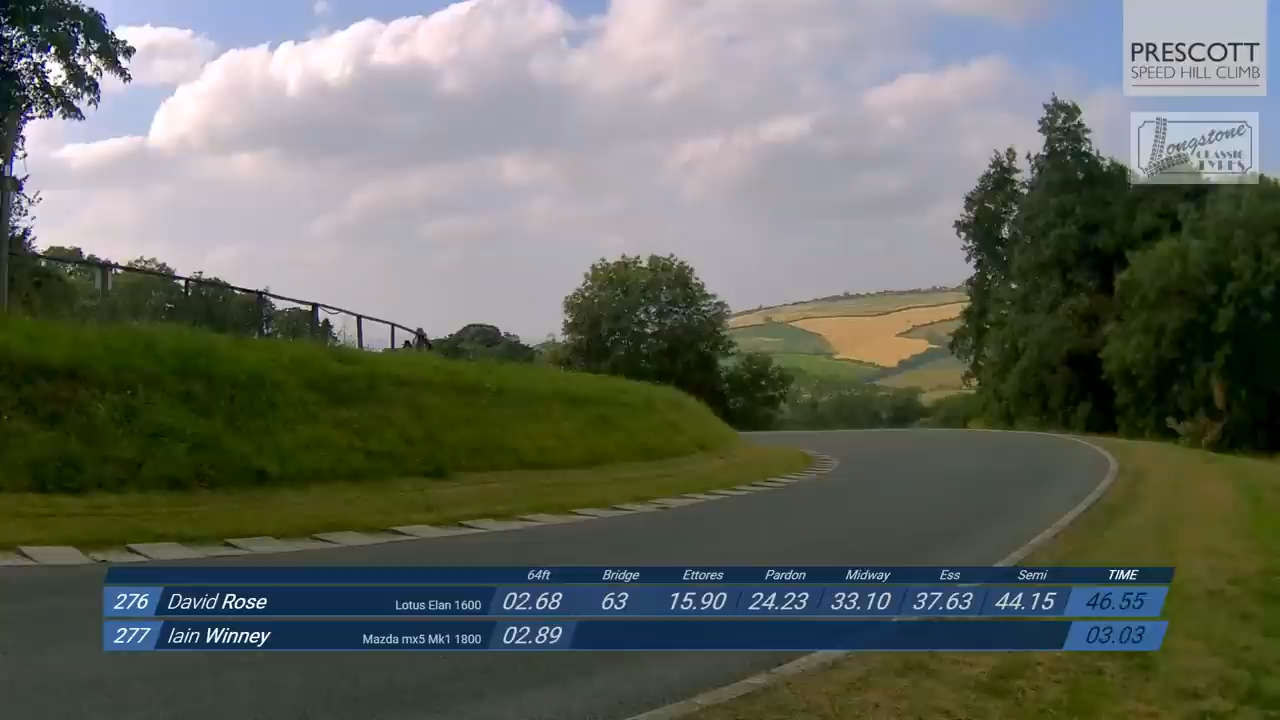 PRESCOTT
SPEED HILL CLIMB
Longstone
CLASSIC
TYRES
64ft Bridge Ettores Pardon Midway Ess Semi TIME
276 David Rose Lotus Elan 1600 02.68 63 15.90 24.23 33.10 37.63 44.15 46.55
277 Iain Winney Mazda mx5 Mk1 1800 02.89 03.03